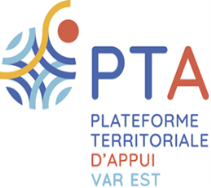 PTA
PLATEFORME
TERRITORIALE
D'APPUI
VAR EST